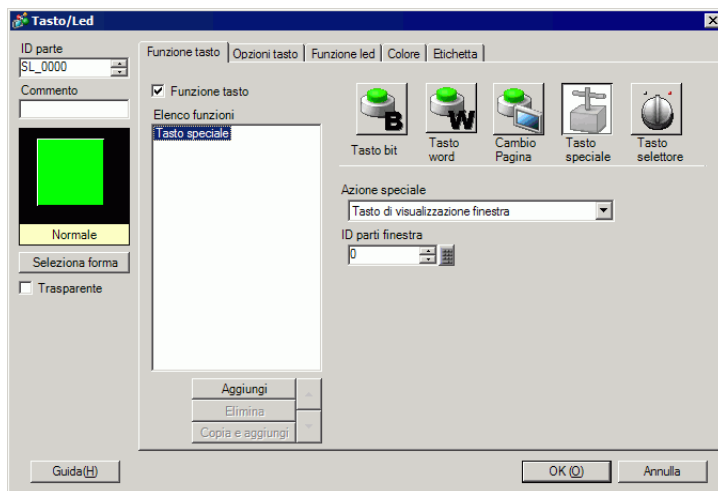 Tasto/Led
ID parte
SL_0000
Commento
Normale
Seleziona forma
Trasparente
Funzione tasto
Opzioni tasto
Funzione led
Colore
Etichetta
Funzione tasto
Elenco funzioni
Tasto speciale
Aggiungi
Elimina
Copia e aggiungi
B
Tasto bit
W
Tasto
word
Cambio
Pagina
Tasto
speciale
Tasto
selettore
Azione speciale
Tasto di visualizzazione finestra
ID parti finestra
0
Guida(H)
OK (O)
Annulla